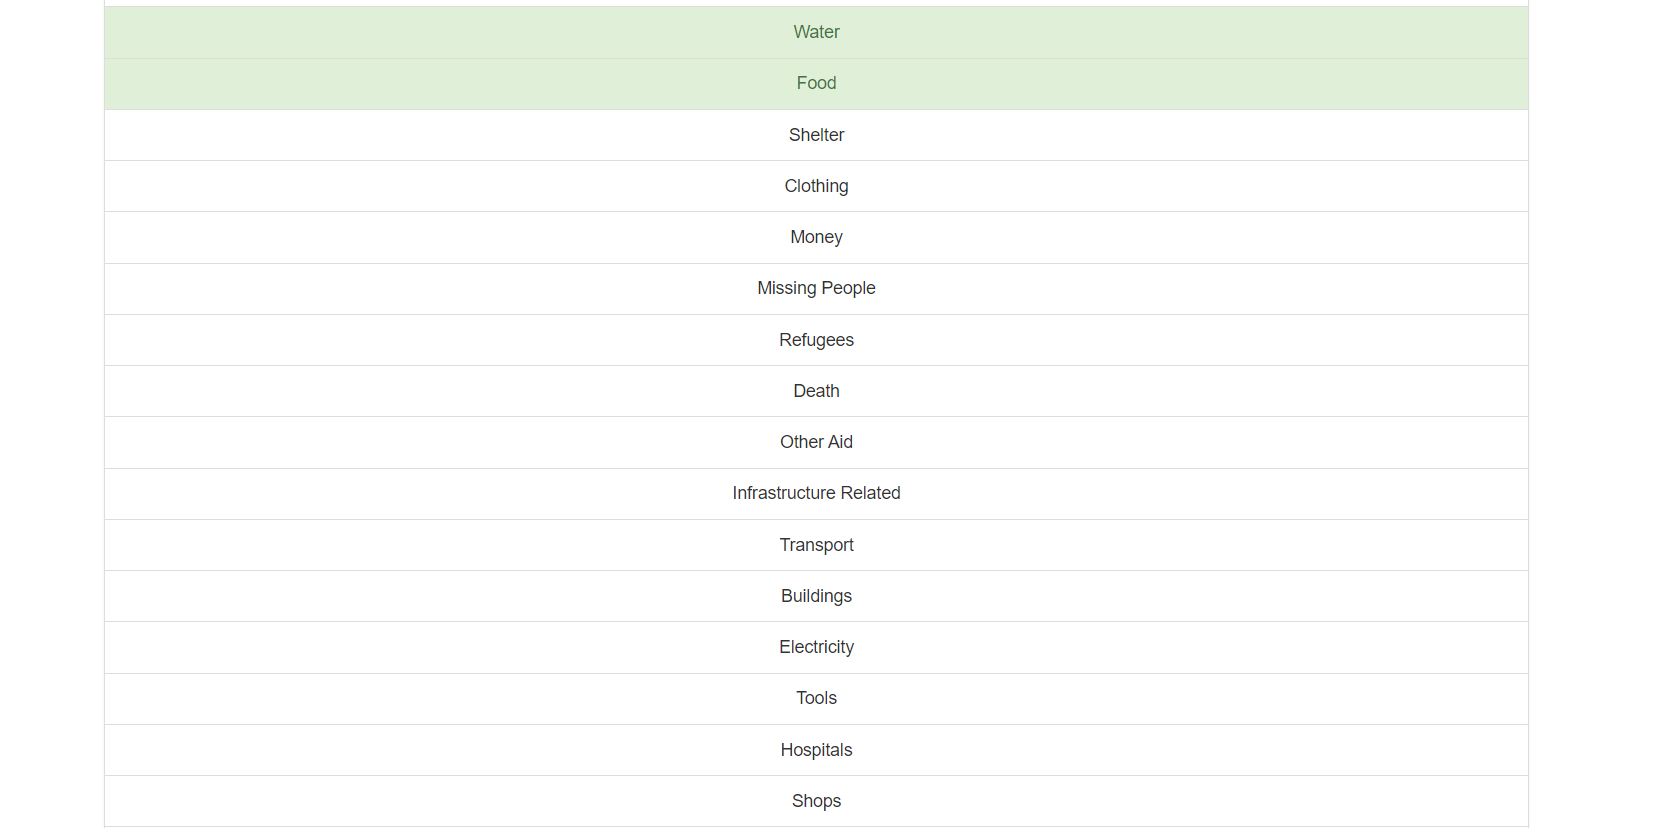 Water
Food
Shelter
Clothing
Money
Missing People
Refugees
Death
Other Aid
Infrastructure Related
Transport
Buildings
Electricity
Tools
Hospitals
Shops